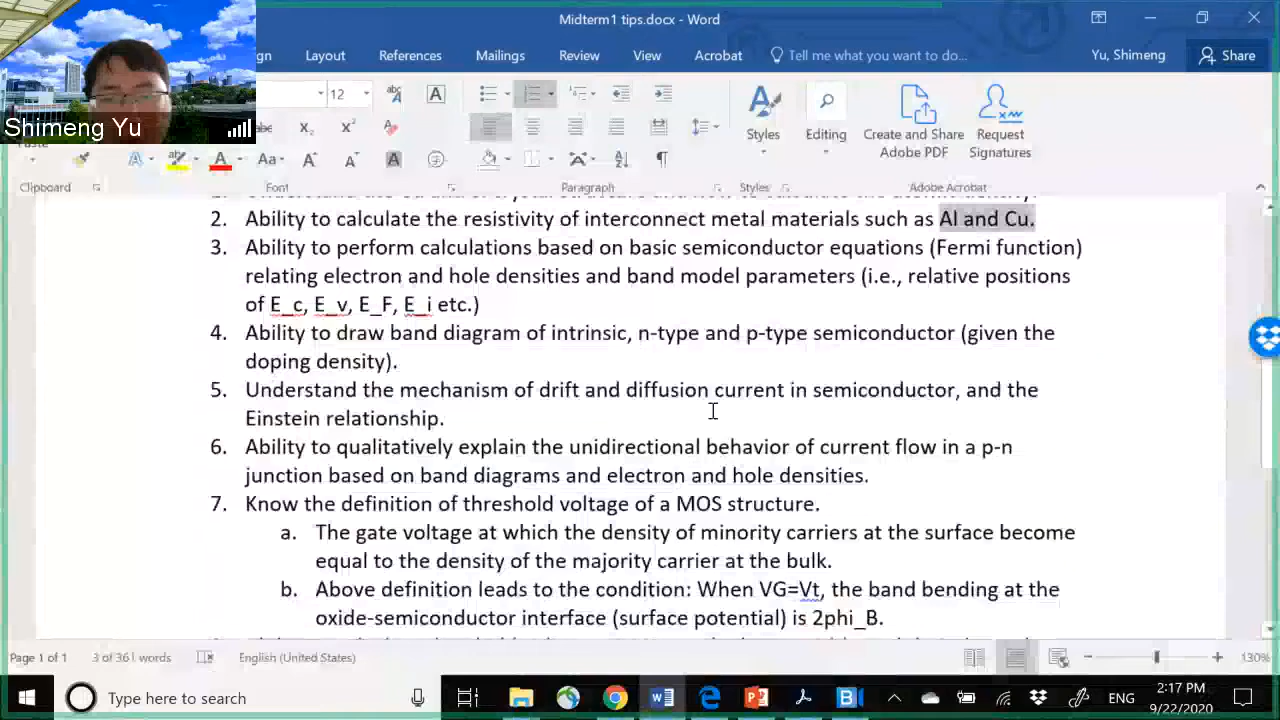 Midterm1 tips.docx - Word
Layout
References
Mailings
Review
View
Acrobat
Tell me what you want to do...
Yu, Shimeng
Share
Shimeng Yu
12
Styles
Editing
Create and Share
Adobe PDF
Request
Signatures
Clipboard
Font
Paragraph
Styles
Adobe Acrobat
2. Ability to calculate the resistivity of interconnect metal materials such as Al and Cu.
3. Ability to perform calculations based on basic semiconductor equations (Fermi function)
relating electron and hole densities and band model parameters (i.e., relative positions
of E_c, E_v, E_F, E_i etc.)
4. Ability to draw band diagram of intrinsic, n-type and p-type semiconductor (given the
doping density).
5. Understand the mechanism of drift and diffusion current in semiconductor, and the
Einstein relationship.
6. Ability to qualitatively explain the unidirectional behavior of current flow in a p-n
junction based on band diagrams and electron and hole densities.
7. Know the definition of threshold voltage of a MOS structure.
a. The gate voltage at which the density of minority carriers at the surface become
equal to the density of the majority carrier at the bulk.
b. Above definition leads to the condition: When VG=Vt, the band bending at the
oxide-semiconductor interface (surface potential) is 2phi_B.
Page 1 of 1
3 of 361 words
English (United States)
130%
Type here to search
ENG
2:17 PM
9/22/2020